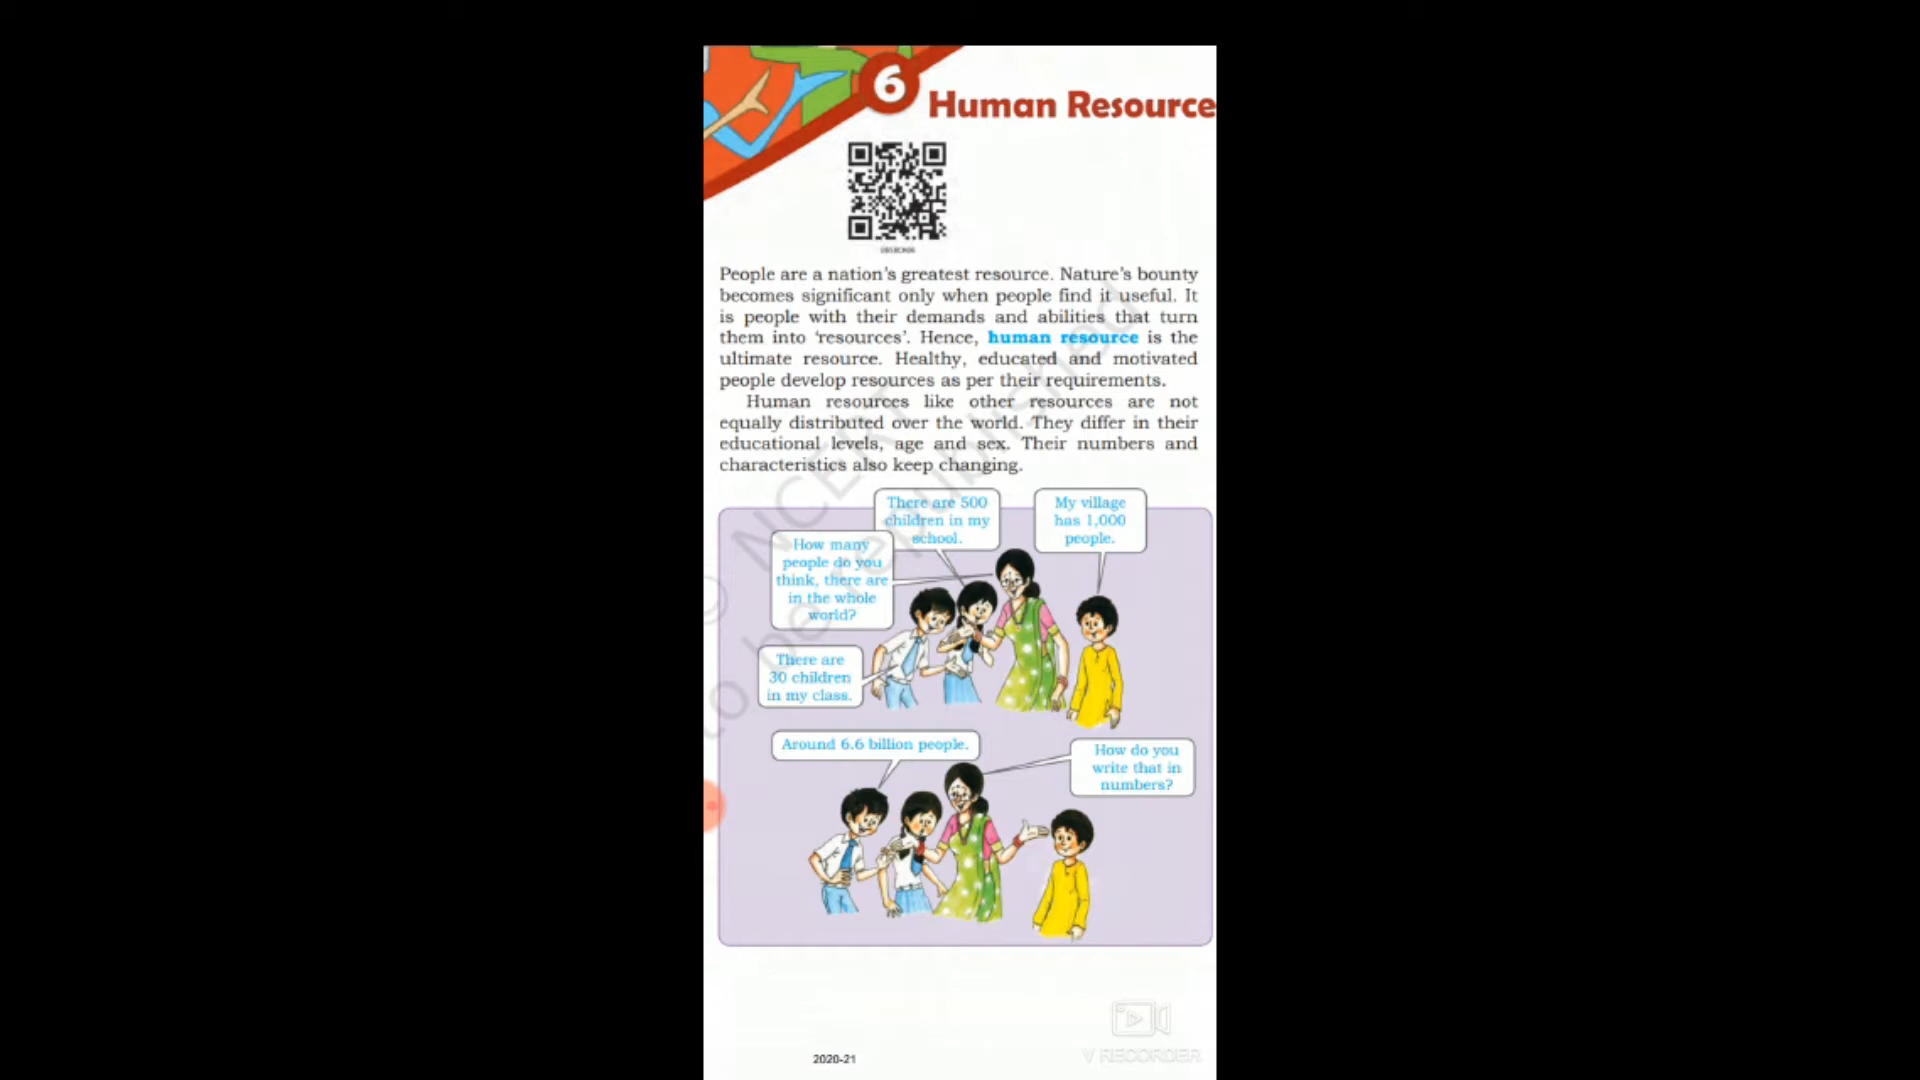 6
Human Resource
People are a nation's greatest resource. Nature's bounty
becomes significant only when people find it useful. It
is people with their demands and abilities that turn
them into 'resources'. Hence, human resource is the
ultimate resource. Healthy, educated and motivated
people develop resources as per their requirements.
Human resources like other resources are not
equally distributed over the world. They differ in their
educational levels, age and sex. Their numbers and
characteristics also keep changing.
There are 500
children in my
school.
My village
has 1,000
people.
How many
people do you
think, there are
in the whole
world?
There are
30 children
in my class.
Around 6.6 billion people.
How do you
write that in
numbers?
© NCERT
to be republished
2020-21
V RECORDER